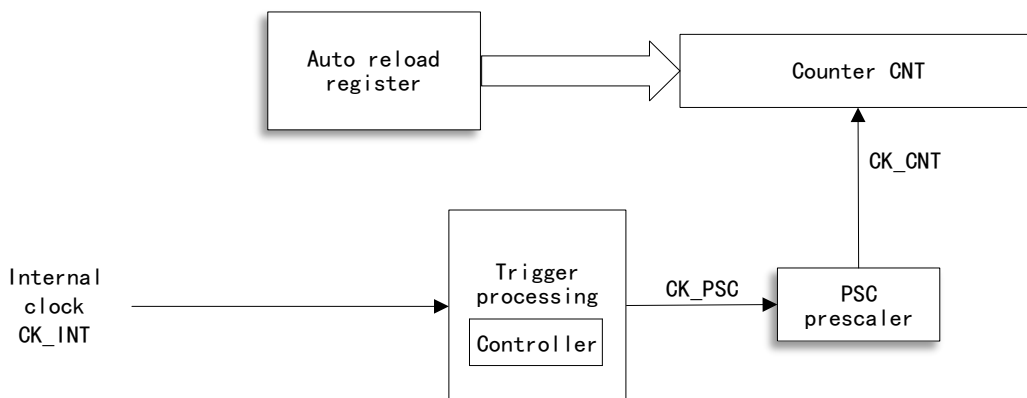 Auto reload
register
Counter CNT
CK_CNT
Internal
clock
CK_INT
Trigger
processing
Controller
CK_PSC
PSC
prescaler